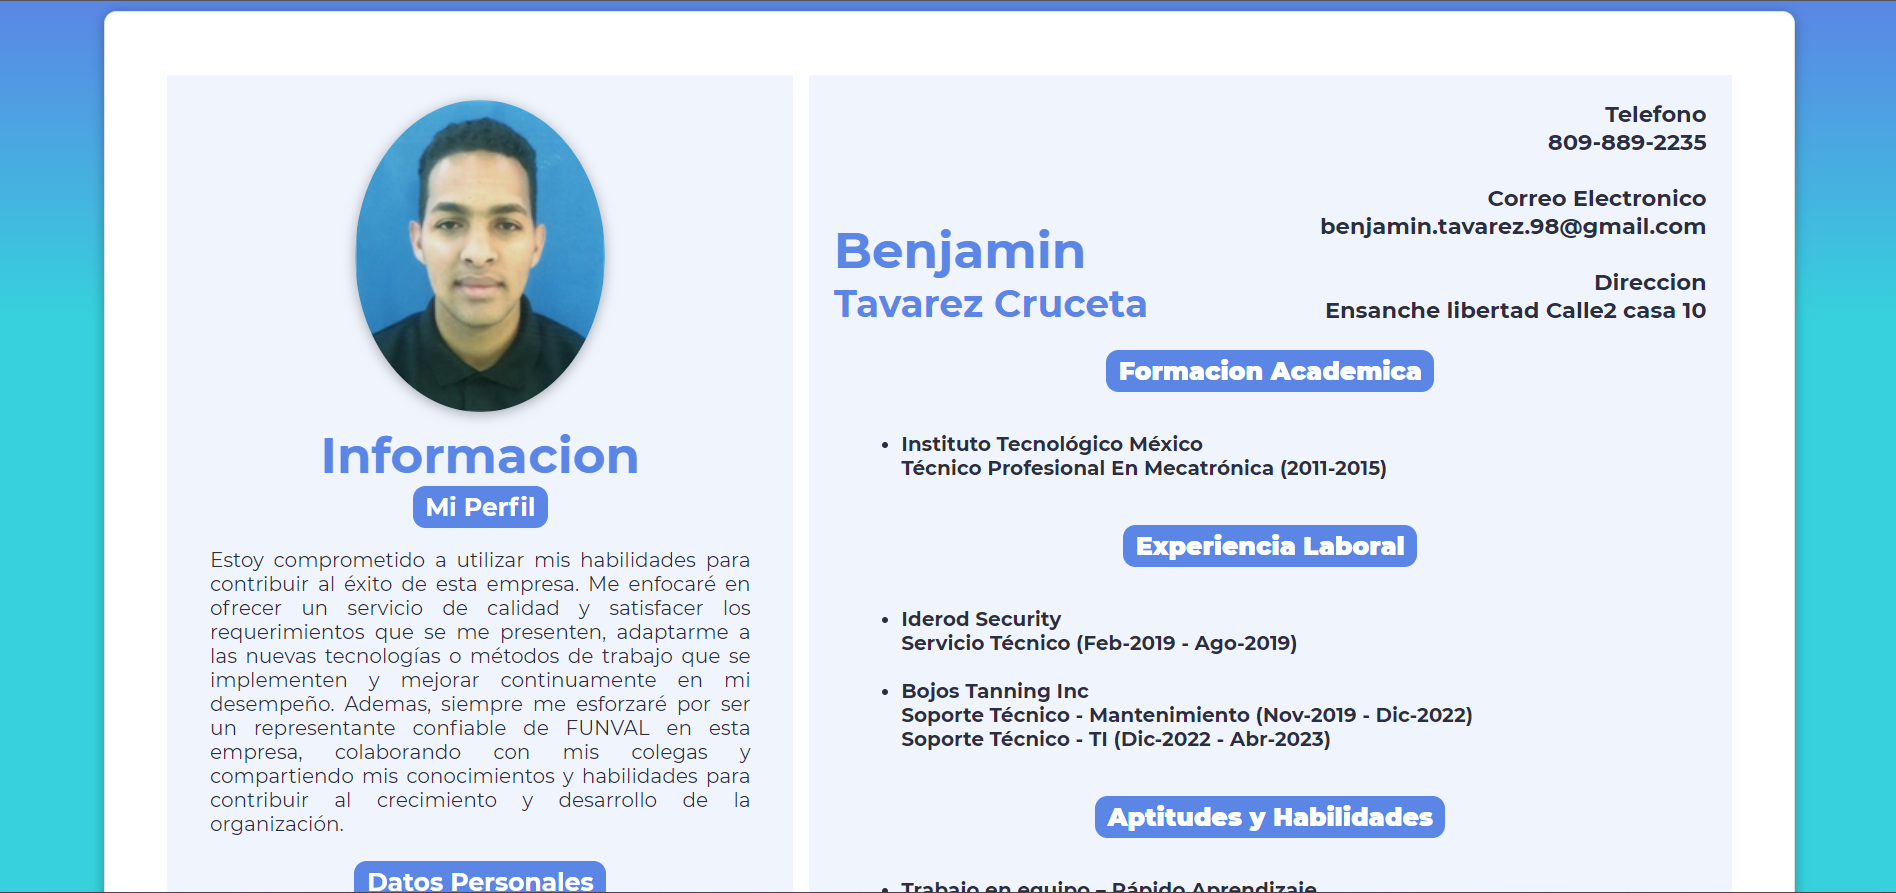 Informacion
Mi Perfil
Estoy comprometido a utilizar mis habilidades para
contribuir al éxito de esta empresa. Me enfocaré en
ofrecer un servicio de calidad y satisfacer los
requerimientos que se me presenten, adaptarme a
las nuevas tecnologías o métodos de trabajo que se
implementen y mejorar continuamente en mi
desempeño. Ademas, siempre me esforzaré por ser
un representante confiable de FUNVAL en esta
empresa, colaborando con mis colegas y
compartiendo mis conocimientos y habilidades para
contribuir al crecimiento y desarrollo de la
organización.
Datos Personales
Benjamin
Tavarez Cruceta
Telefono
809-889-2235
Correo Electronico
benjamin.tavarez.98@gmail.com
Direccion
Ensanche libertad Calle2 casa 10
Formacion Academica
• Instituto Tecnológico México
Técnico Profesional En Mecatrónica (2011-2015)
Experiencia Laboral
• Iderod Security
Servicio Técnico (Feb-2019 - Ago-2019)
• Bojos Tanning Inc
Soporte Técnico - Mantenimiento (Nov-2019 - Dic-2022)
Soporte Técnico - TI (Dic-2022 - Abr-2023)
Aptitudes y Habilidades
• Trabajo en equipo – Rápido Aprendizaje